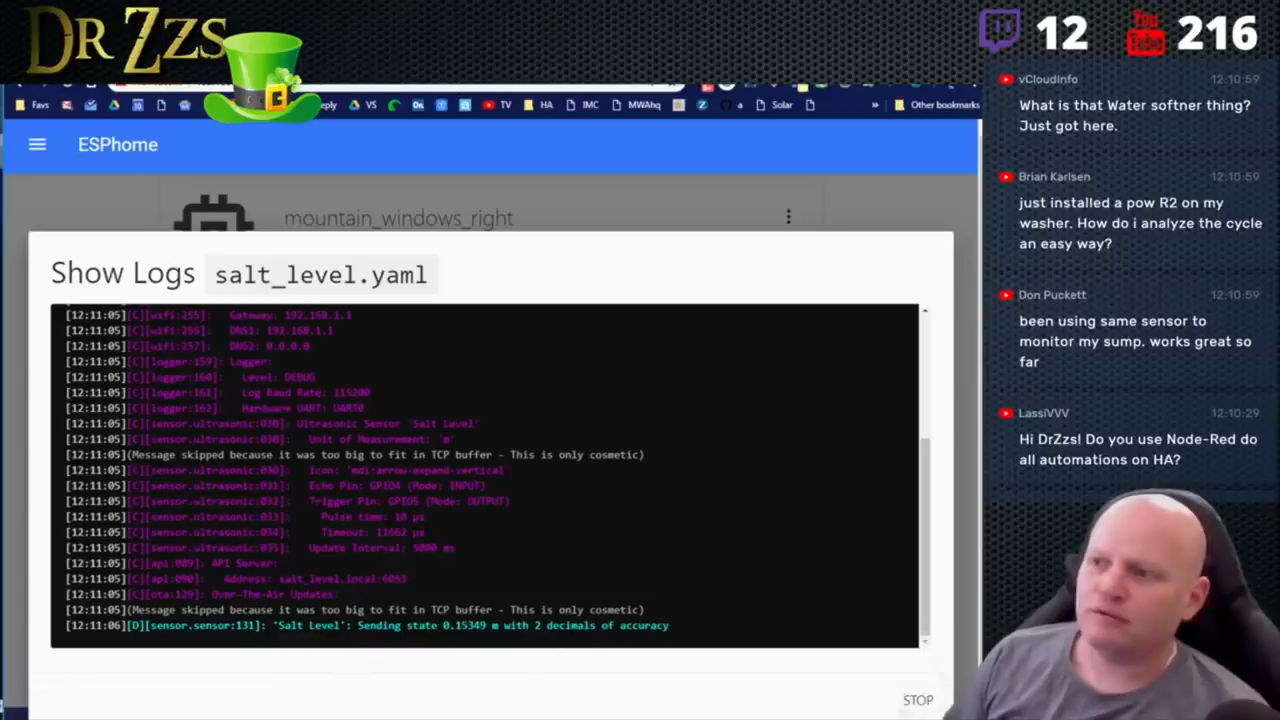 DR ZZS
12
You
Tube
216
Favs
eply
VS
TV
HA
IMC
MWAhq
a
Solar
»
Other bookmarks
ESPhome
mountain_windows_right
Show Logs salt_level.yaml
[12:11:05][C][wifi:255]: Gateway: 192.168.1.1
[12:11:05][C][wifi:256]: DNS1: 192.168.1.1
[12:11:05][C][wifi:257]: DNS2: 0.0.0.0
[12:11:05][C][logger:159]: Logger:
[12:11:05][C][logger:160]: Level: DEBUG
[12:11:05][C][logger:161]: Log Baud Rate: 115200
[12:11:05][C][logger:162]: Hardware UART: UART0
[12:11:05][C][sensor.ultrasonic:030]: Ultrasonic Sensor 'Salt Level'
[12:11:05][C][sensor.ultrasonic:030]: Unit of Measurement: 'm'
[12:11:05](Message skipped because it was too big to fit in TCP buffer - This is only cosmetic)
[12:11:05][C][sensor.ultrasonic:030]: Icon: 'mdi:arrow-expand-vertical'
[12:11:05][C][sensor.ultrasonic:031]: Echo Pin: GPIO4 (Mode: INPUT)
[12:11:05][C][sensor.ultrasonic:032]: Trigger Pin: GPIO5 (Mode: OUTPUT)
[12:11:05][C][sensor.ultrasonic:033]: Pulse time: 10 µs
[12:11:05][C][sensor.ultrasonic:034]: Timeout: 11662 µs
[12:11:05][C][sensor.ultrasonic:035]: Update Interval: 5000 ms
[12:11:05][C][api:089]: API Server:
[12:11:05][C][api:090]: Address: salt_level.local:6053
[12:11:05][C][ota:129]: Over-The-Air Updates:
[12:11:05](Message skipped because it was too big to fit in TCP buffer - This is only cosmetic)
[12:11:06][D][sensor.sensor:131]: 'Salt Level': Sending state 0.15349 m with 2 decimals of accuracy
STOP
vCloudInfo 12:10:59
What is that Water softner thing?
Just got here.
Brian Karlsen 12:10:59
just installed a pow R2 on my
washer. How do i analyze the cycle
an easy way?
Don Puckett 12:10:59
been using same sensor to
monitor my sump. works great so
far
LassiVVV 12:10:29
Hi DrZzs! Do you use Node-Red do
all automations on HA?